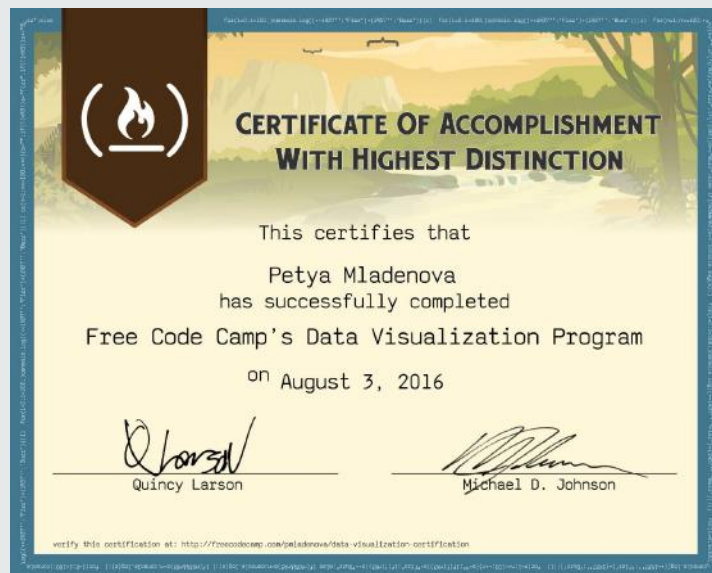 CERTIFICATE OF ACCOMPLISHMENT
WITH HIGHEST DISTINCTION
This certifies that
Petya Mladenova
has successfully completed
Free Code Camp's Data Visualization Program
on August 3, 2016
Quincy Larson
Michael D. Johnson
verify this certification at: http://freecodecamp.com/pmladenova/data-visualization-certification